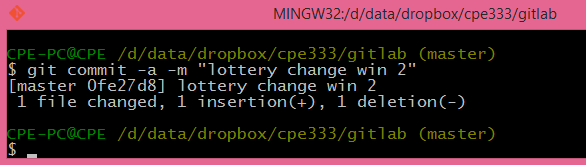 MINGW32:/d/data/dropbox/cpe333/gitlab
CPE-PC@CPE /d/data/dropbox/cpe333/gitlab (master)
$ git commit -a -m "lottery change win 2"
[master 0fe27d8] lottery change win 2
 1 file changed, 1 insertion(+), 1 deletion(-)
CPE-PC@CPE /d/data/dropbox/cpe333/gitlab (master)
$